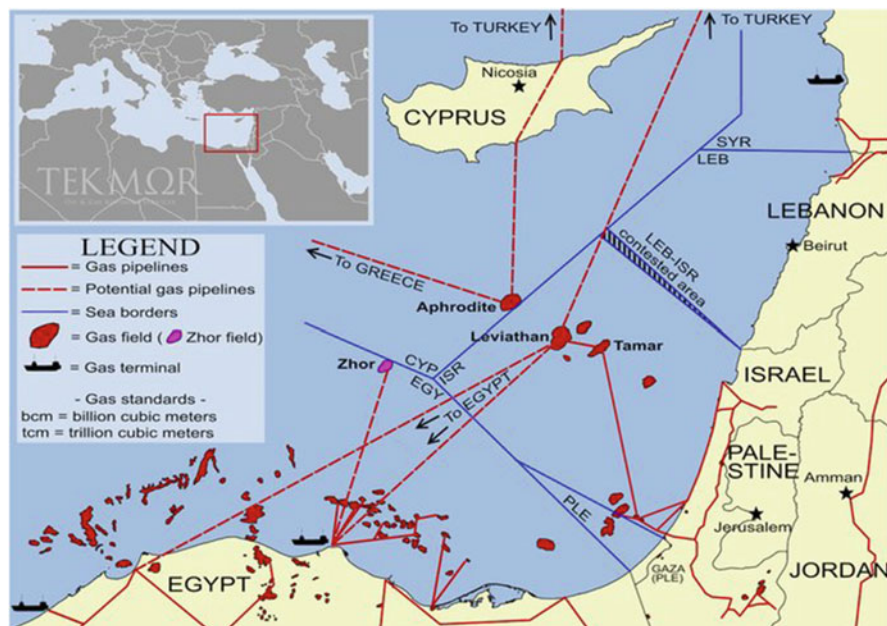 To TURKEY
To TURKEY
Nicosia
CYPRUS
SYR
LEB
LEBANON
Beirut
LEB-ISR
contested area
TEKMΩR
LEGEND
= Gas pipelines
= Potential gas pipelines
= Sea borders
= Gas field ( Zhor field)
= Gas terminal
- Gas standards -
bcm = billion cubic meters
tcm = trillion cubic meters
To GREECE
Aphrodite
Leviathan
Tamar
Zhor
CYP
ISR
EGY
To EGYPT
ISRAEL
PALE-
STINE
Amman
Jerusalem
PLE
GAZA
(PLE)
EGYPT
JORDAN